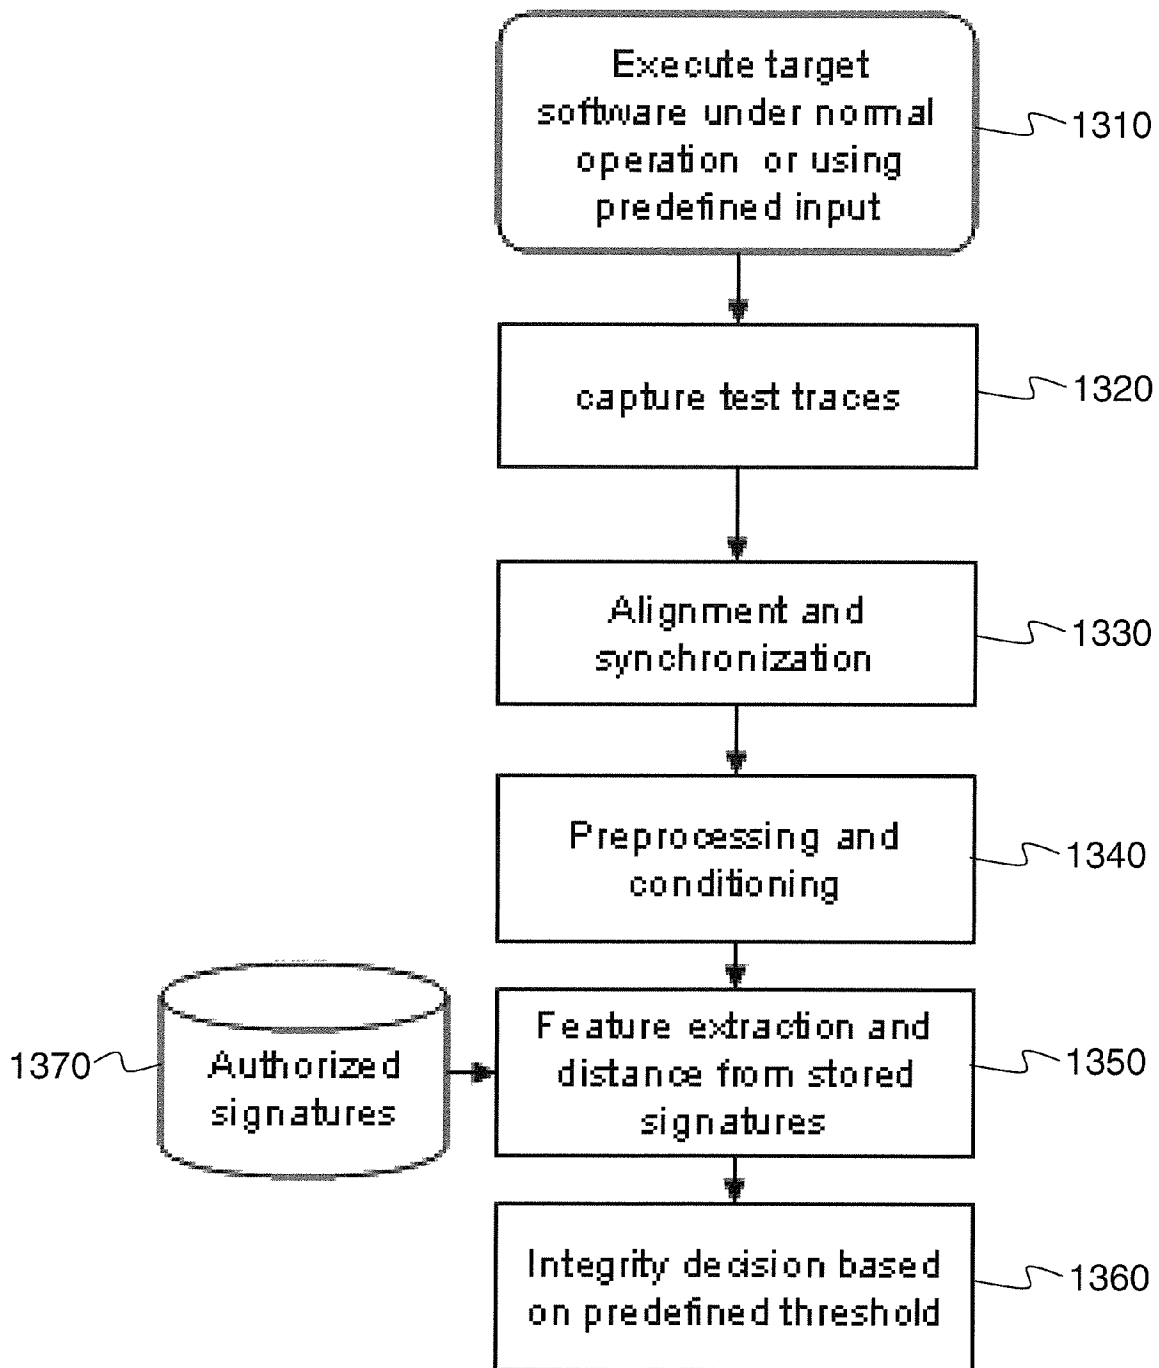 Execute target
software under normal
operation or using
predefined input
1310
capture test traces
1320
Alignment and
synchronization
1330
Preprocessing and
conditioning
1340
Authorized
signatures
1370
Feature extraction and
distance from stored
signatures
1350
Integrity decision based
on predefined threshold
1360